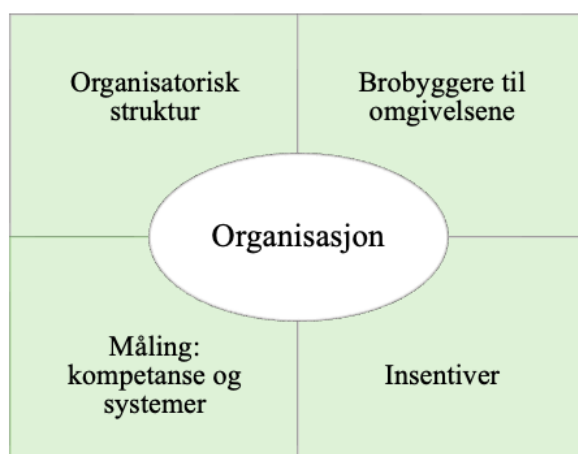 Organisatorisk
struktur
Brobyggere til
omgivelsene
Organisasjon
Måling:
kompetanse og
systemer
Insentiver